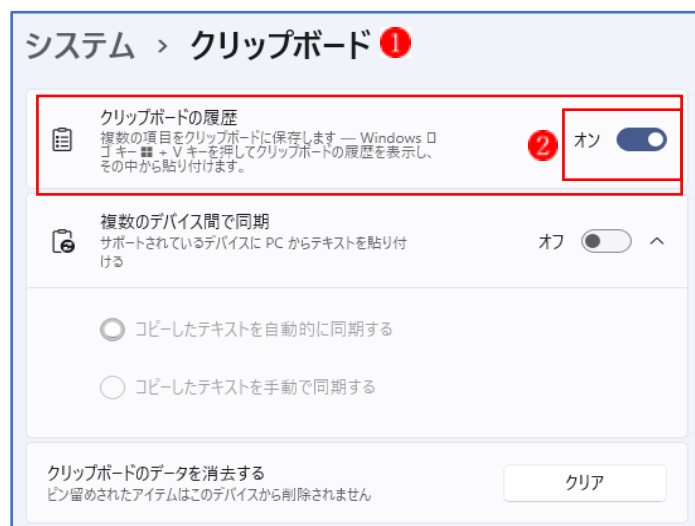 システム > クリップボード 1
クリップボードの履歴
複数の項目をクリップボードに保存します — Windows ロ
ゴ キー + V キーを押してクリップボードの履歴を表示し、
その中から貼り付けます。
2 オン
複数のデバイス間で同期
サポートされているデバイスに PC からテキストを貼り付
ける
オフ
コピーしたテキストを自動的に同期する
コピーしたテキストを手動で同期する
クリップボードのデータを消去する
ピン留めされたアイテムはこのデバイスから削除されません
クリア